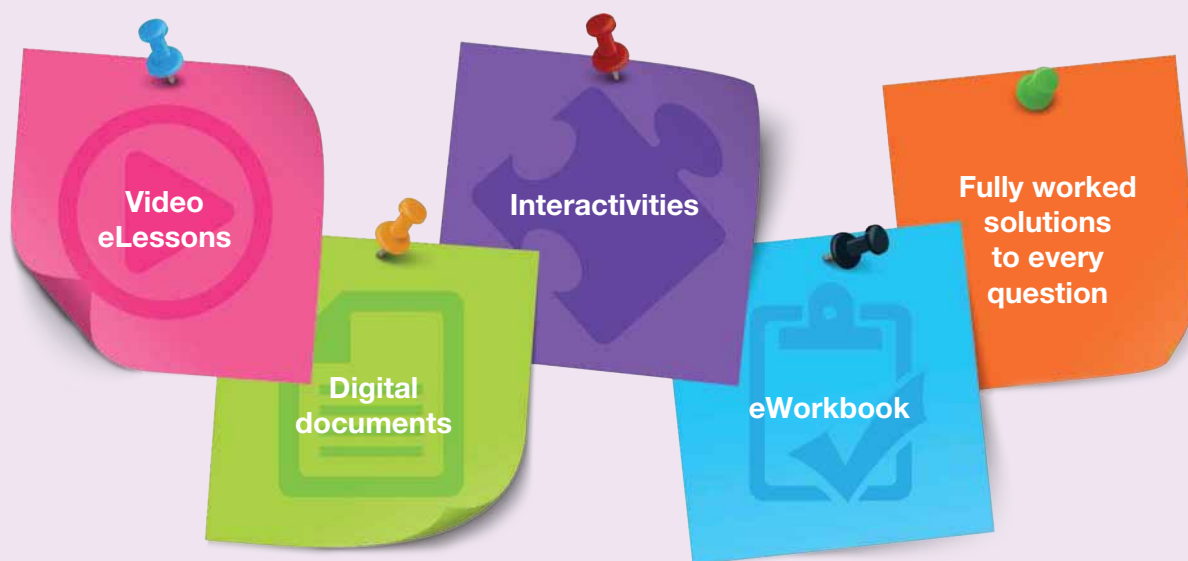 Video
eLessons
Digital
documents
Interactivities
eWorkbook
Fully worked
solutions
to every
question